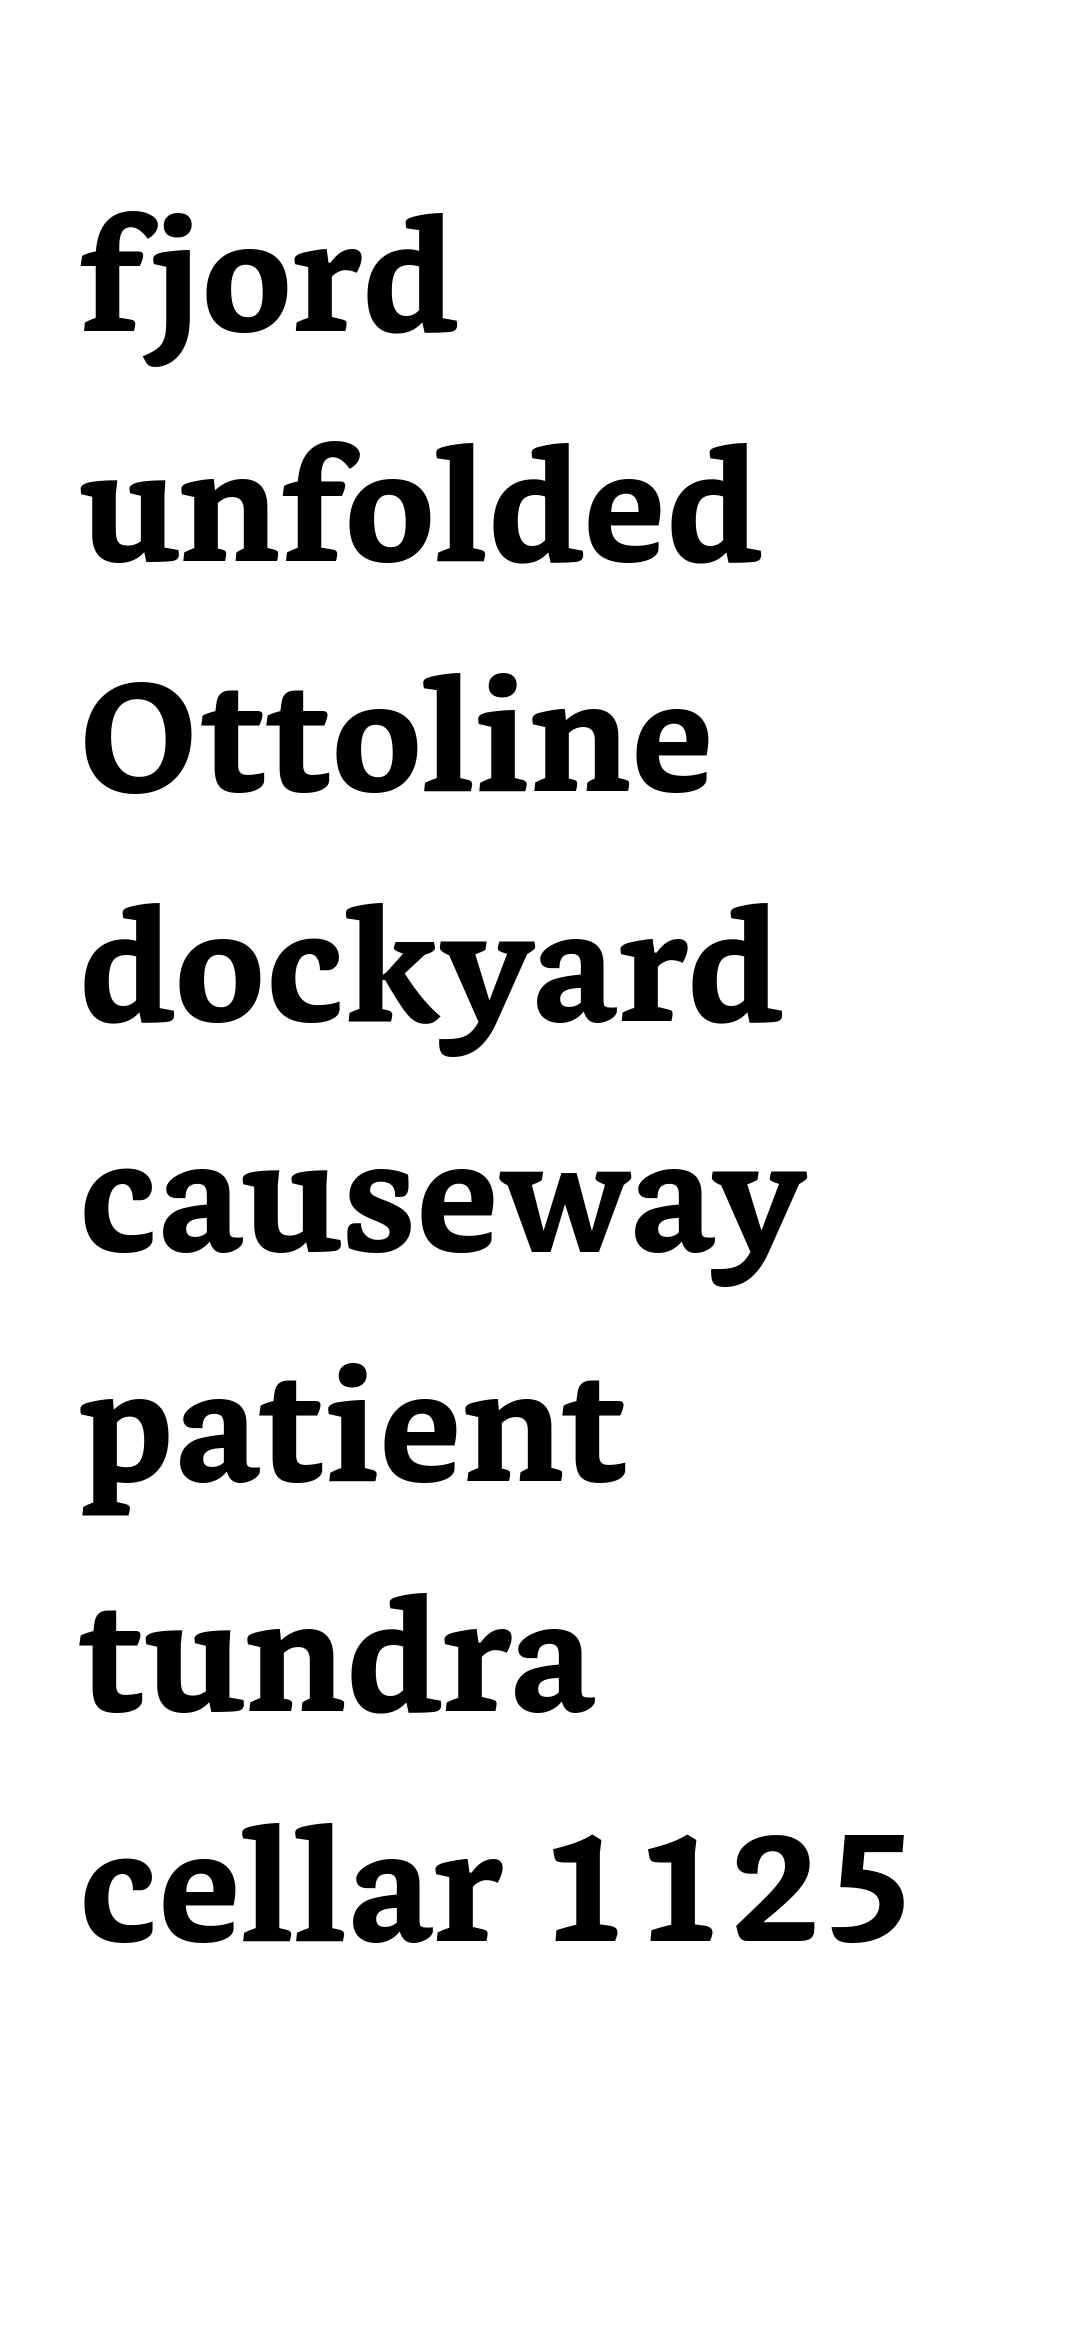 fjord
unfolded
Ottoline
dockyard
causeway
patient
tundra
cellar 1125